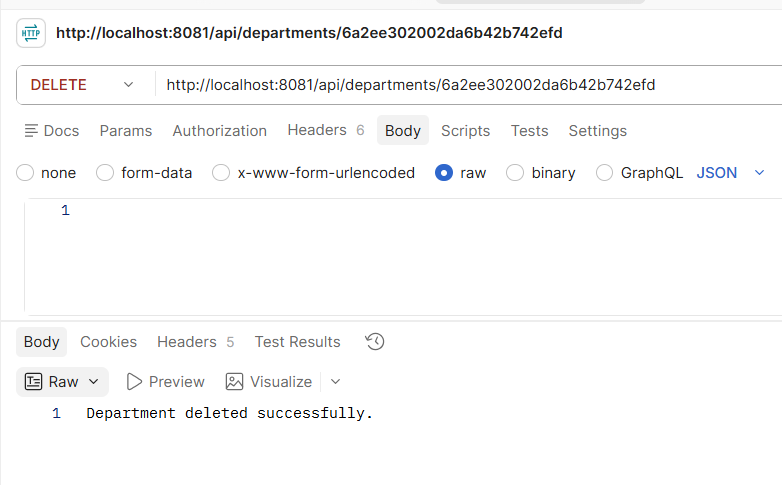 HTTP http://localhost:8081/api/departments/6a2ee302002da6b42b742efd
DELETE http://localhost:8081/api/departments/6a2ee302002da6b42b742efd
Docs Params Authorization Headers 6 Body Scripts Tests Settings
none form-data x-www-form-urlencoded raw binary GraphQL JSON
1
Body Cookies Headers 5 Test Results
Raw Preview Visualize
1 Department deleted successfully.